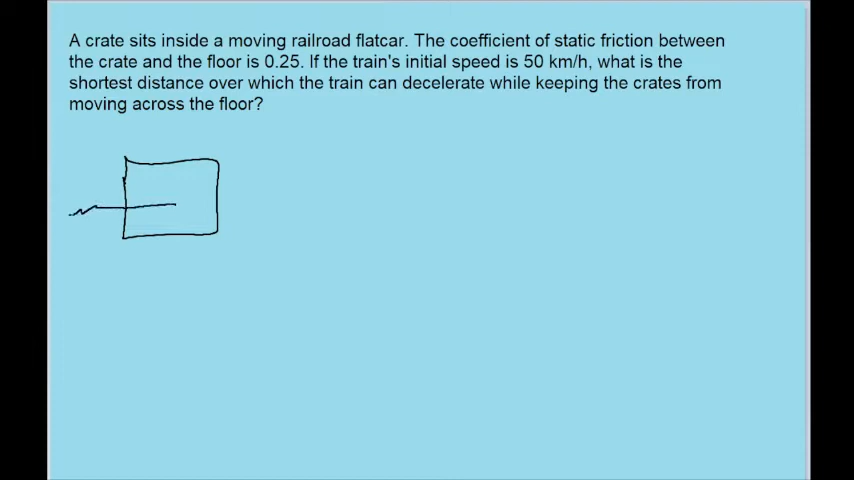 A crate sits inside a moving railroad flatcar. The coefficient of static friction between
the crate and the floor is 0.25. If the train's initial speed is 50 km/h, what is the
shortest distance over which the train can decelerate while keeping the crates from
moving across the floor?